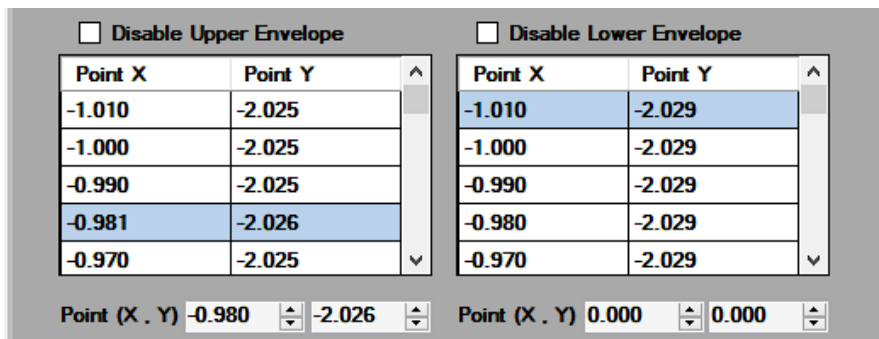 Disable Upper Envelope Disable Lower Envelope
Point X Point Y Point X Point Y
-1.010 -2.025 -1.010 -2.029
-1.000 -2.025 -1.000 -2.029
-0.990 -2.025 -0.990 -2.029
-0.981 -2.026 -0.980 -2.029
-0.970 -2.025 -0.970 -2.029
Point (X . Y) -0.980 -2.026 Point (X . Y) 0.000 0.000